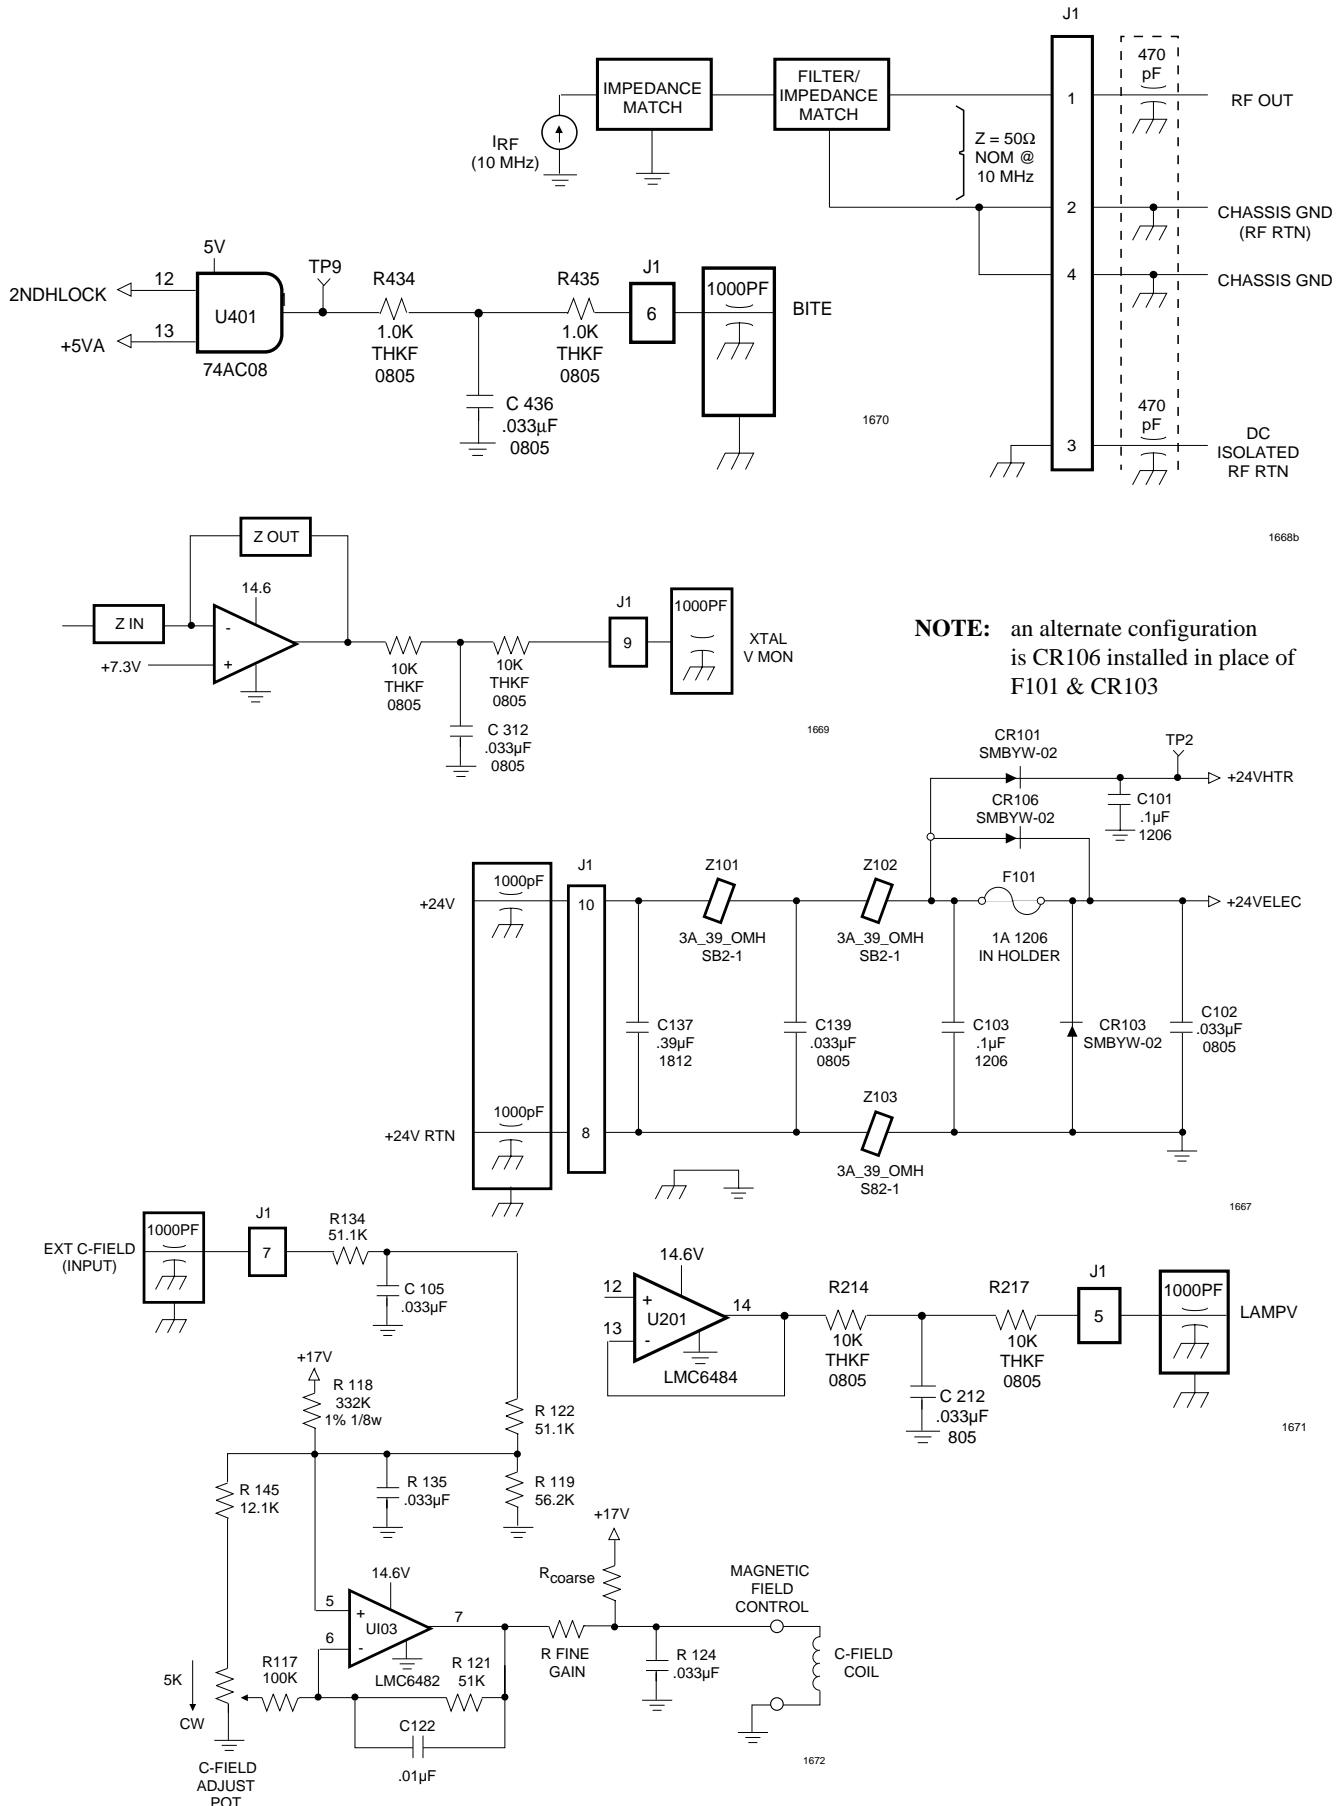 J1
IMPEDANCE
MATCH
FILTER/
IMPEDANCE
MATCH
IRF
(10 MHz)
Z = 50Ω
NOM @
10 MHz
1
2
4
3
470
pF
RF OUT
CHASSIS GND
(RF RTN)
CHASSIS GND
470
pF
DC
ISOLATED
RF RTN
1668b
5V
2NDHLOCK
12
+5VA
13
U401
74AC08
TP9
R434
1.0K
THKF
0805
C 436
.033µF
0805
R435
1.0K
THKF
0805
J1
6
1000PF
BITE
1670
Z OUT
Z IN
14.6
-
+
+7.3V
10K
THKF
0805
C 312
.033µF
0805
10K
THKF
0805
J1
9
1000PF
XTAL
V MON
1669
NOTE: an alternate configuration
is CR106 installed in place of
F101 & CR103
CR101
SMBYW-02
TP2
+24VHTR
C101
.1µF
1206
CR106
SMBYW-02
F101
1A 1206
IN HOLDER
+24VELEC
+24V
1000pF
J1
10
Z101
3A_39_OMH
SB2-1
Z102
3A_39_OMH
SB2-1
C137
.39µF
1812
C139
.033µF
0805
C103
.1µF
1206
CR103
SMBYW-02
C102
.033µF
0805
+24V RTN
1000pF
8
Z103
3A_39_OMH
S82-1
1667
EXT C-FIELD
(INPUT)
1000PF
J1
7
R134
51.1K
C 105
.033µF
+17V
R 118
332K
1% 1/8w
R 122
51.1K
R 145
12.1K
R 135
.033µF
R 119
56.2K
14.6V
5
+
6
-
UI03
7
LMC6482
5K
CW
R117
100K
R 121
51K
C122
.01µF
C-FIELD
ADJUST
POT
R FINE
GAIN
+17V
Rcoarse
R 124
.033µF
MAGNETIC
FIELD
CONTROL
C-FIELD
COIL
1672
14.6V
12
+
13
-
U201
14
LMC6484
R214
10K
THKF
0805
C 212
.033µF
805
R217
10K
THKF
0805
J1
5
1000PF
LAMPV
1671